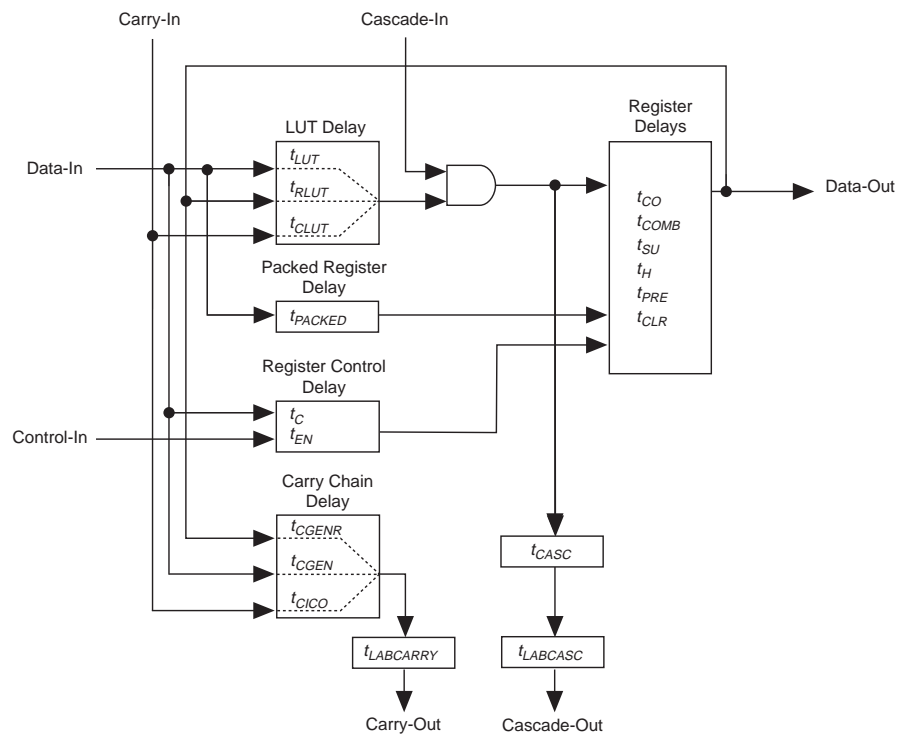 Carry-In
Cascade-In
LUT Delay
Register
Delays
Data-In
tLUT
tRLUT
tCLUT
Data-Out
tCO
tCOMB
tSU
tH
tPRE
tCLR
Packed Register
Delay
tPACKED
Register Control
Delay
tC
tEN
Control-In
Carry Chain
Delay
tCGENR
tCGEN
tCICO
tCASC
tLABCARRY
tLABCASC
Carry-Out
Cascade-Out